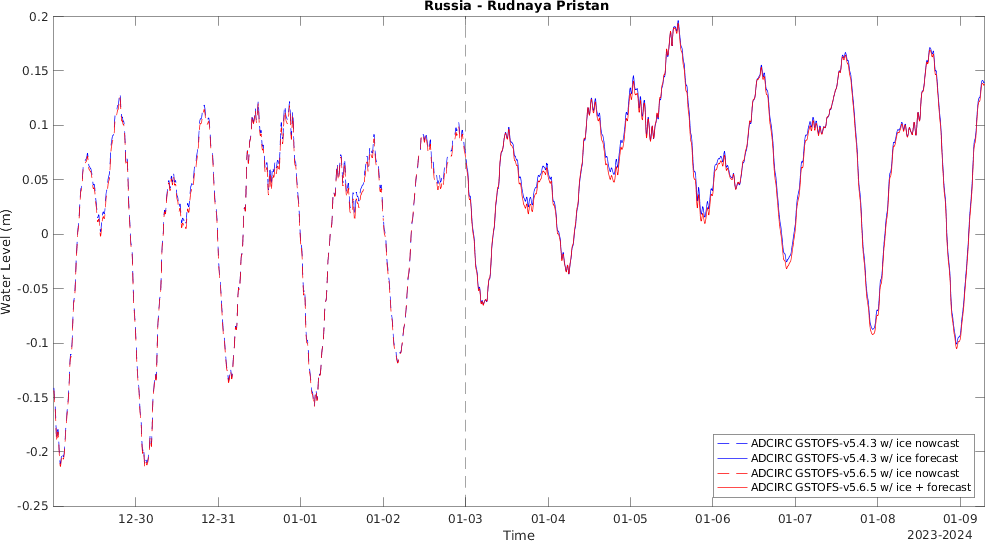 Russia - Rudnaya Pristan
0.2
0.15
0.1
0.05
0
-0.05
-0.1
-0.15
-0.2
-0.25
Water Level (m)
12-30 12-31 01-01 01-02 01-03 01-04 01-05 01-06 01-07 01-08 01-09
Time
2023-2024
ADCIRC GSTOFS-v5.4.3 w/ ice nowcast
ADCIRC GSTOFS-v5.4.3 w/ ice forecast
ADCIRC GSTOFS-v5.6.5 w/ ice nowcast
ADCIRC GSTOFS-v5.6.5 w/ ice + forecast